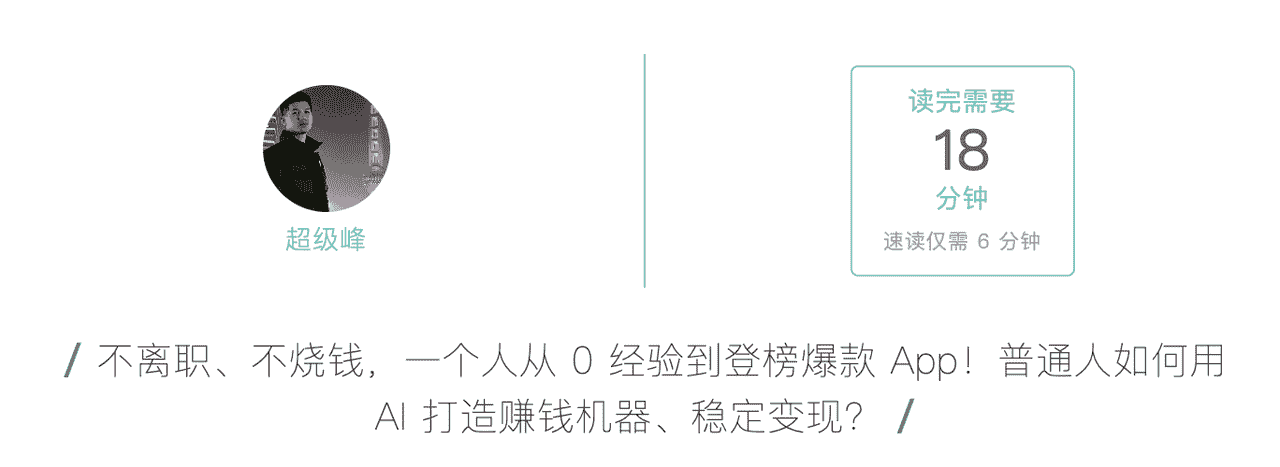 超级峰
读完需要
18
分钟
速读仅需 6 分钟
/ 不离职、不烧钱，一个人从 0 经验到登榜爆款 App！普通人如何用
AI 打造赚钱机器、稳定变现？ /